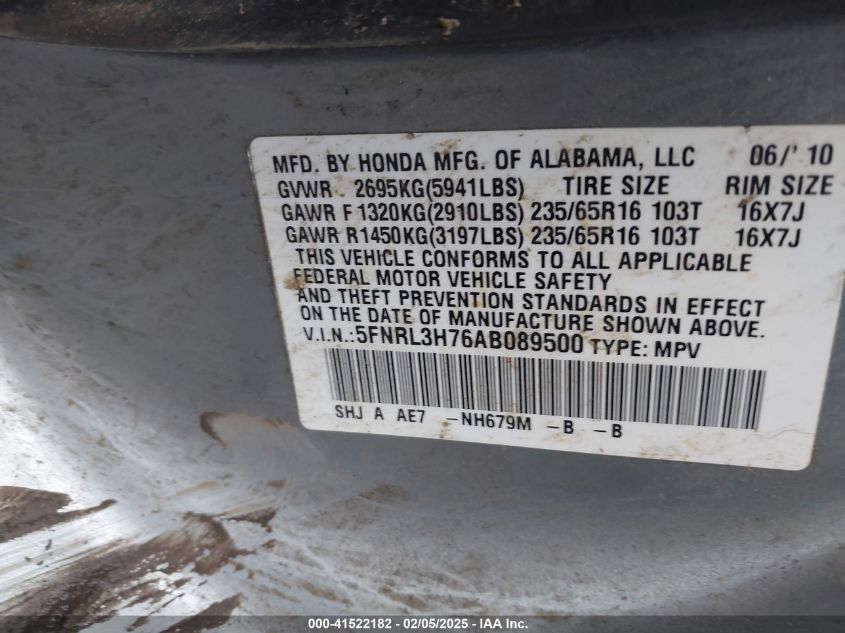 MFD. BY HONDA MFG. OF ALABAMA, LLC 06/'10
GVWR 2695KG(5941LBS) TIRE SIZE RIM SIZE
GAWR F 1320KG(2910LBS) 235/65R16 103T 16X7J
GAWR R1450KG(3197LBS) 235/65R16 103T 16X7J
THIS VEHICLE CONFORMS TO ALL APPLICABLE
FEDERAL MOTOR VEHICLE SAFETY
AND THEFT PREVENTION STANDARDS IN EFFECT
ON THE DATE OF MANUFACTURE SHOWN ABOVE.
V.I.N.:5FNRL3H76AB089500 TYPE: MPV
SHJ A AE7 -NH679M -B -B
000-41522182 - 02/05/2025 - IAA Inc.